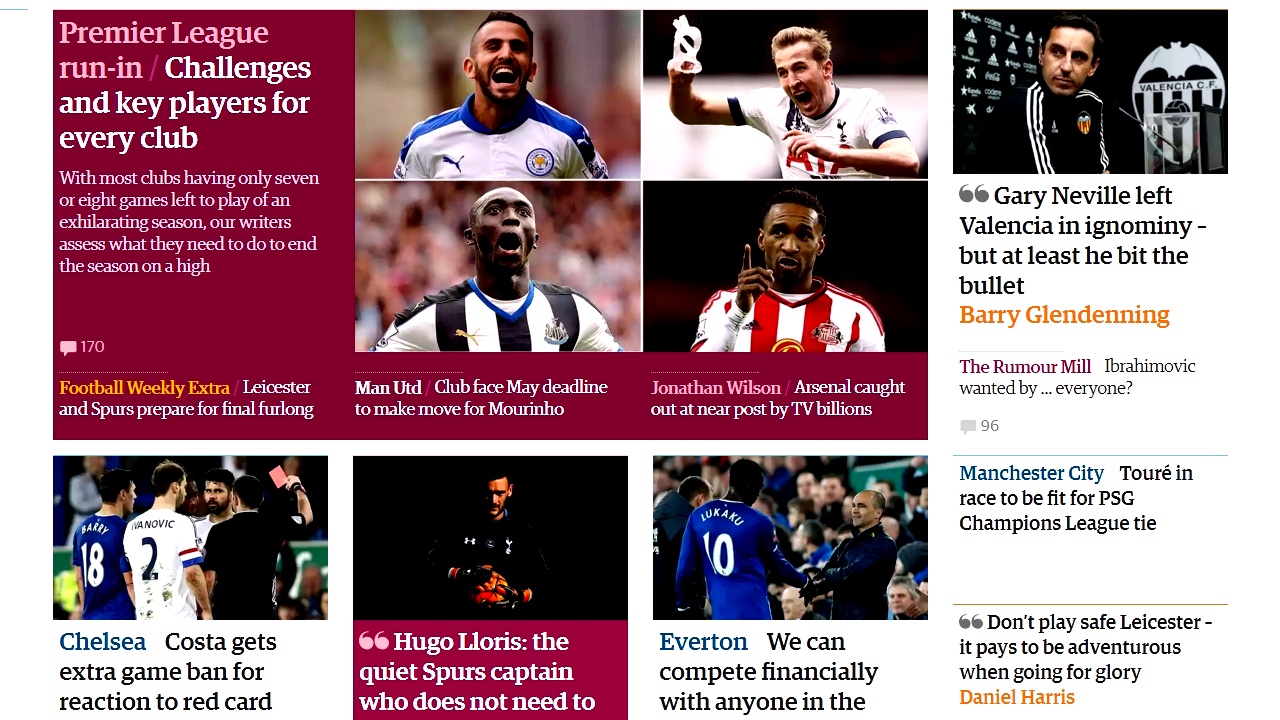 Premier League
run-in / Challenges
and key players for
every club
With most clubs having only seven
or eight games left to play of an
exhilarating season, our writers
assess what they need to do to end
the season on a high
170
Football Weekly Extra / Leicester
and Spurs prepare for final furlong
Man Utd / Club face May deadline
to make move for Mourinho
Jonathan Wilson / Arsenal caught
out at near post by TV billions
VALENCIA C.F.
Gary Neville left
Valencia in ignominy –
but at least he bit the
bullet
Barry Glendenning
The Rumour Mill Ibrahimovic
wanted by ... everyone?
96
BARRY
18
IVANOVIC
2
Chelsea Costa gets
extra game ban for
reaction to red card
Hugo Lloris: the
quiet Spurs captain
who does not need to
LUKAKU
10
Everton We can
compete financially
with anyone in the
Manchester City Touré in
race to be fit for PSG
Champions League tie
Don't play safe Leicester –
it pays to be adventurous
when going for glory
Daniel Harris